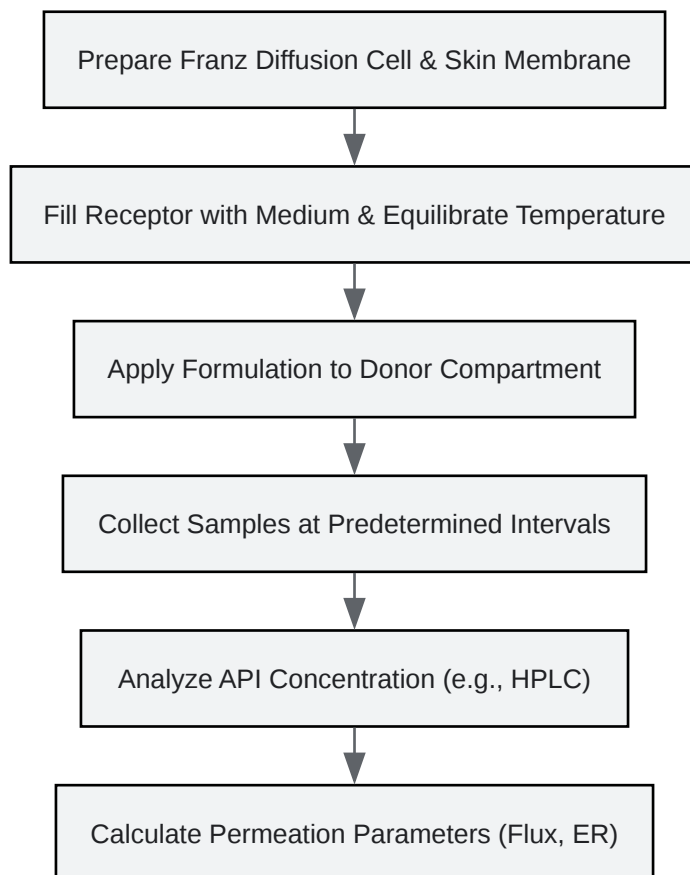 Prepare Franz Diffusion Cell & Skin Membrane
Fill Receptor with Medium & Equilibrate Temperature
Apply Formulation to Donor Compartment
Collect Samples at Predetermined Intervals
Analyze API Concentration (e.g., HPLC)
Calculate Permeation Parameters (Flux, ER)